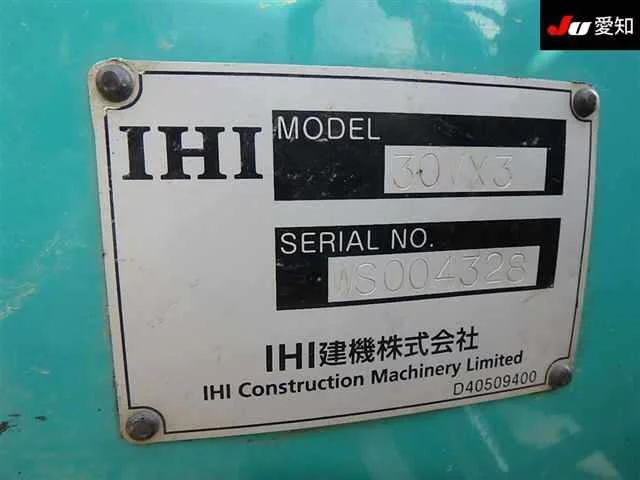 JU 愛知
IHI
MODEL
30VX3
SERIAL NO.
WS004328
IHI建機株式会社
IHI Construction Machinery Limited
D40509400